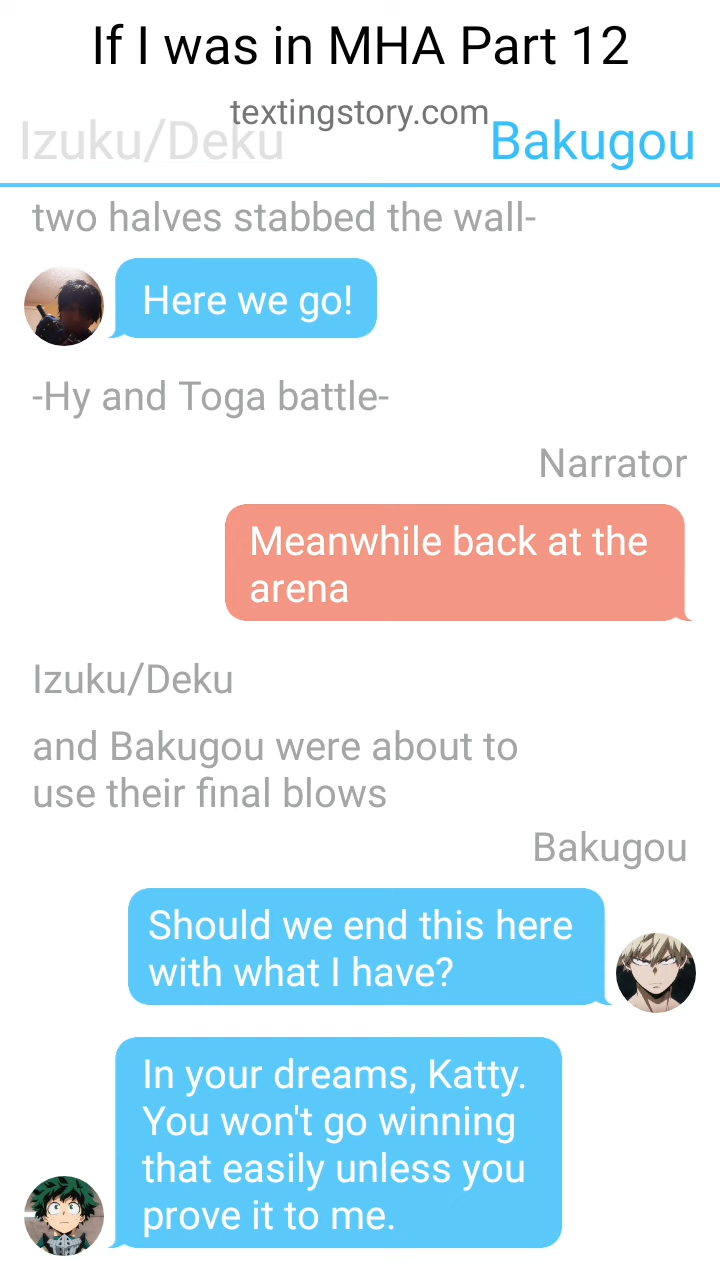 If I was in MHA Part 12
textingstory.com
Izuku/Deku
Bakugou
two halves stabbed the wall-
Here we go!
-Hy and Toga battle-
Narrator
Meanwhile back at the
arena
Izuku/Deku
and Bakugou were about to
use their final blows
Bakugou
Should we end this here
with what I have?
In your dreams, Katty.
You won't go winning
that easily unless you
prove it to me.